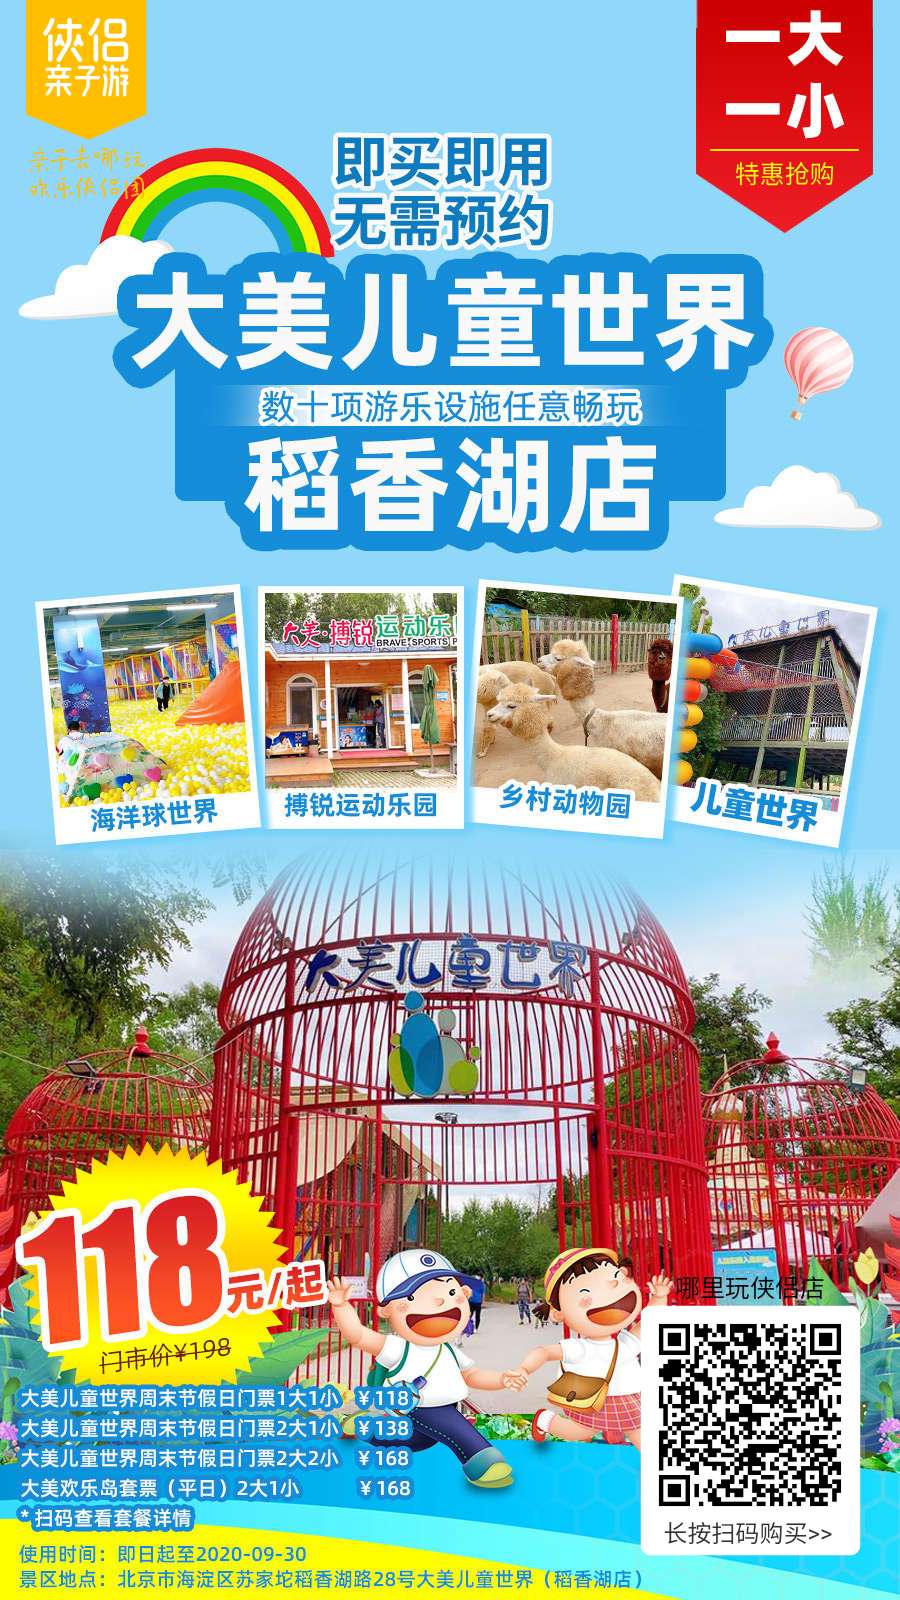 侠侣
亲子游
亲子去哪玩
欢乐侠侣团
一大
一小
特惠抢购
即买即用
无需预约
大美儿童世界
数十项游乐设施任意畅玩
稻香湖店
大美·搏锐运动乐
BRAVE SPORTS P
大美儿童世界
海洋球世界
搏锐运动乐园
乡村动物园
儿童世界
大美儿童世界
118元/起
门市价¥198
哪里玩侠侣店
大美儿童世界周末节假日门票1大1小 ¥118
大美儿童世界周末节假日门票2大1小 ¥138
大美儿童世界周末节假日门票2大2小 ¥168
大美欢乐岛套票（平日）2大1小 ¥168
*扫码查看套餐详情
长按扫码购买>>
使用时间：即日起至2020-09-30
景区地点：北京市海淀区苏家坨稻香湖路28号大美儿童世界（稻香湖店）